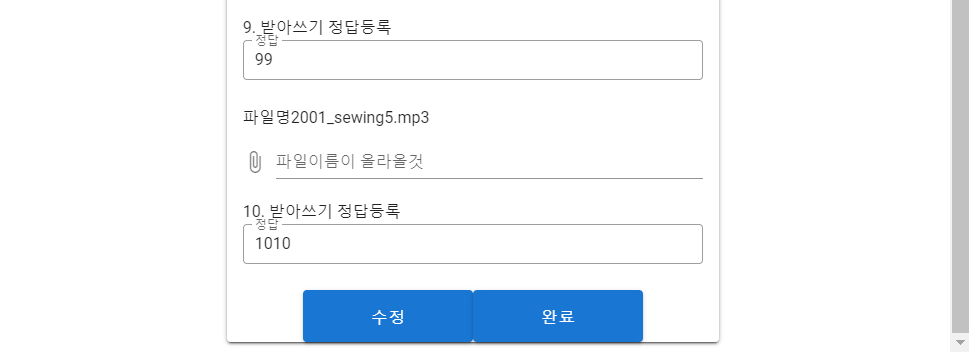 9. 받아쓰기 정답등록
정답
99
파일명2001_sewing5.mp3
파일이름이 올라올것
10. 받아쓰기 정답등록
정답
1010
수정 완료